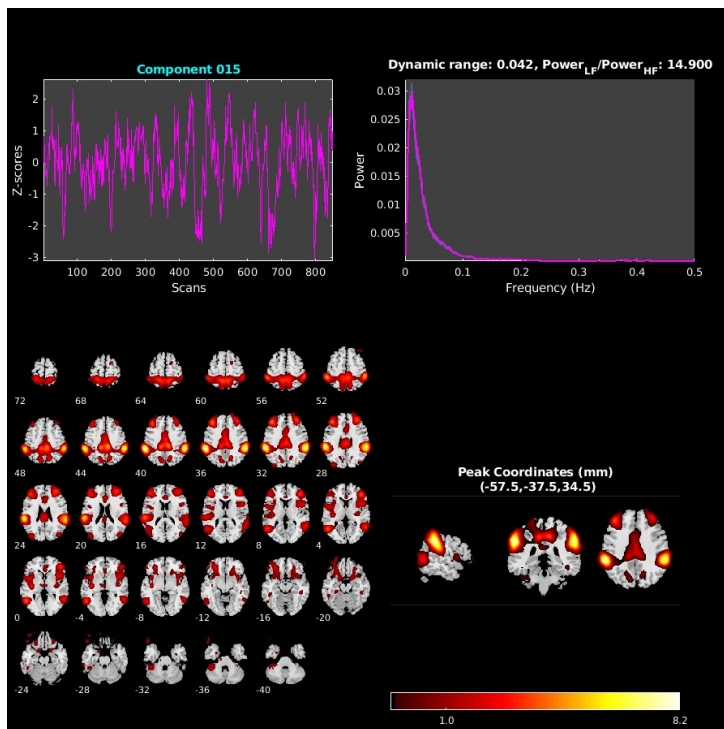 Component 015
Dynamic range: 0.042, Power_LF/Power_HF: 14.900
2
1
0
-1
-2
-3
Z-scores
100 200 300 400 500 600 700 800
Scans
0.03
0.025
0.02
0.015
0.01
0.005
Power
0 0.1 0.2 0.3 0.4 0.5
Frequency (Hz)
72 68 64 60 56 52
48 44 40 36 32 28
24 20 16 12 8 4
0 -4 -8 -12 -16 -20
-24 -28 -32 -36 -40
Peak Coordinates (mm)
(-57.5,-37.5,34.5)
1.0 8.2